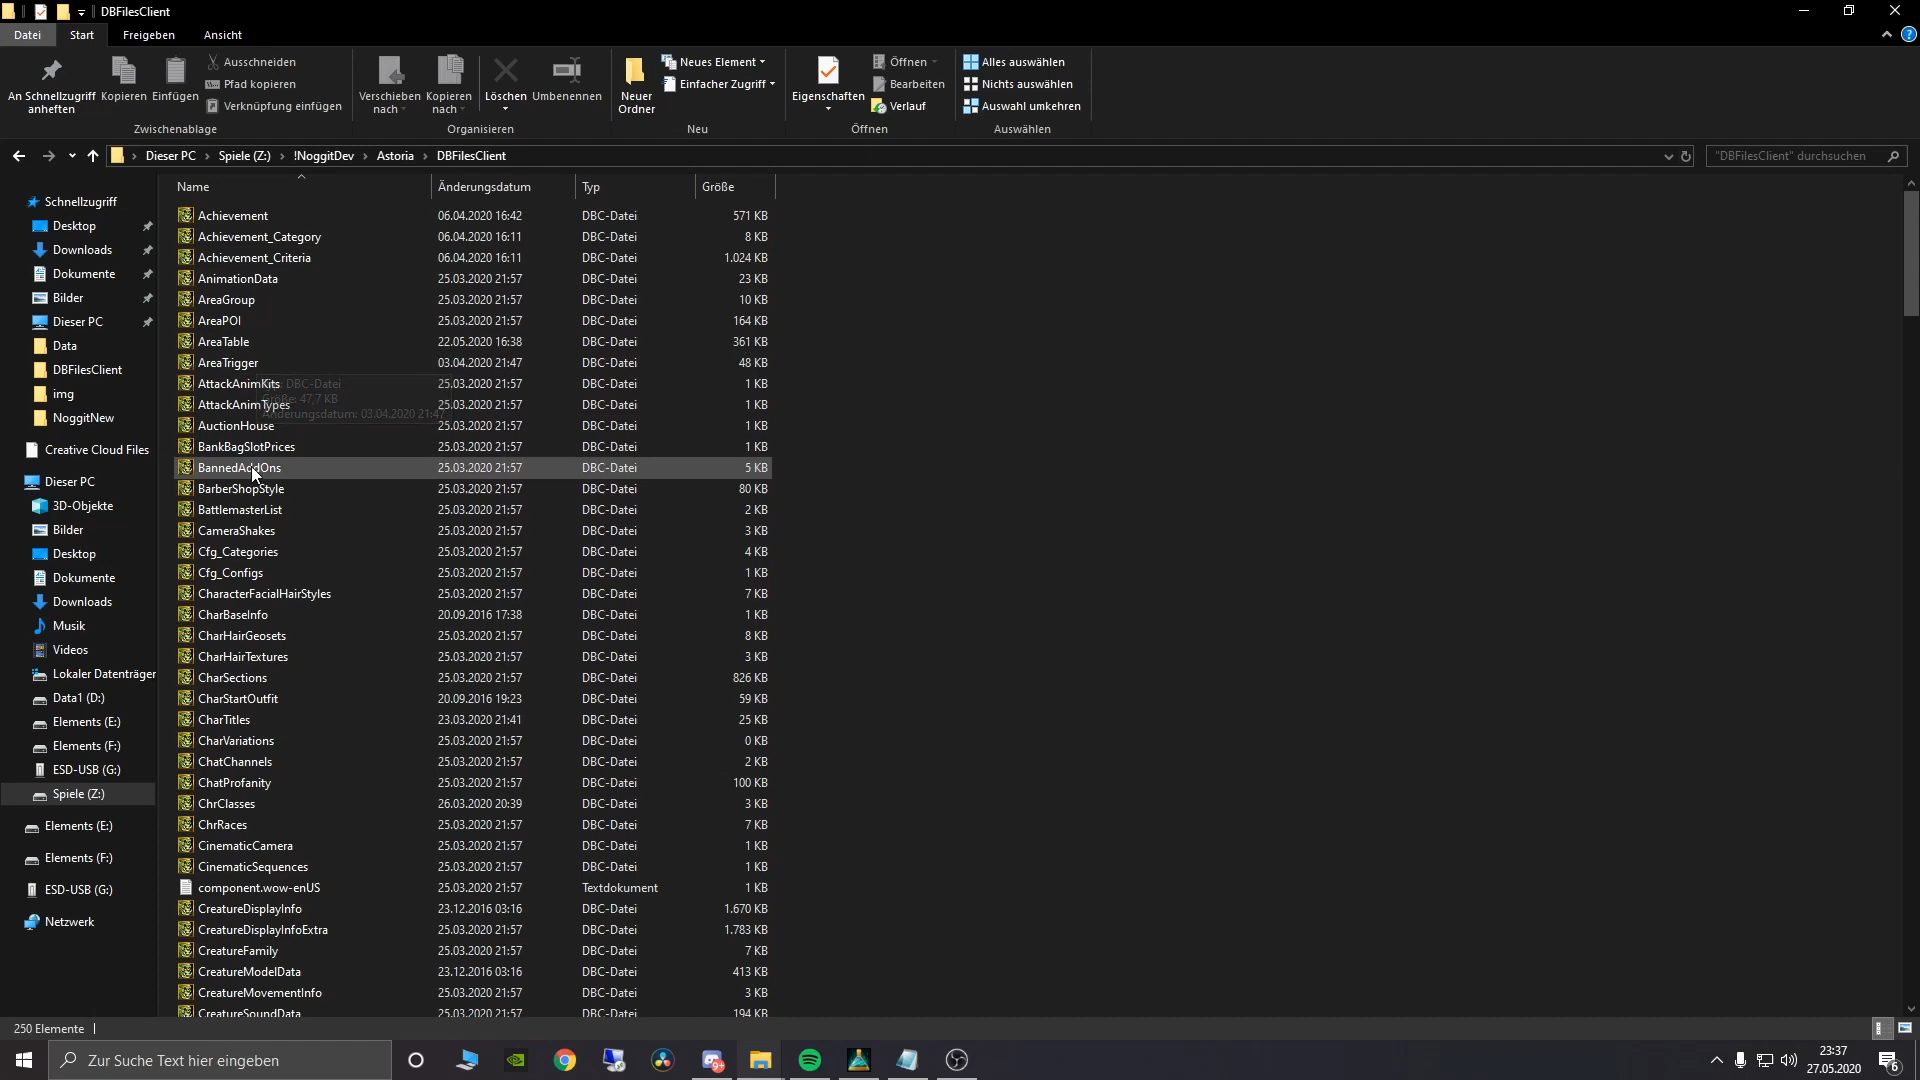 DBFilesClient
Datei Start Freigeben Ansicht
An Schnellzugriff anheften
Kopieren
Einfügen
Ausschneiden
Pfad kopieren
Verknüpfung einfügen
Zwischenablage
Verschieben nach
Kopieren nach
Löschen
Umbenennen
Organisieren
Neuer Ordner
Neues Element
Einfacher Zugriff
Neu
Eigenschaften
Öffnen
Bearbeiten
Verlauf
Öffnen
Alles auswählen
Nichts auswählen
Auswahl umkehren
Auswählen
Dieser PC › Spiele (Z:) › !NoggitDev › Astoria › DBFilesClient
"DBFilesClient" durchsuchen
Schnellzugriff
Desktop
Downloads
Dokumente
Bilder
Dieser PC
Data
DBFilesClient
img
NoggitNew
Creative Cloud Files
Dieser PC
3D-Objekte
Bilder
Desktop
Dokumente
Downloads
Musik
Videos
Lokaler Datenträger
Data1 (D:)
Elements (E:)
Elements (F:)
ESD-USB (G:)
Spiele (Z:)
Elements (E:)
Elements (F:)
ESD-USB (G:)
Netzwerk
Name Änderungsdatum Typ Größe
Achievement 06.04.2020 16:42 DBC-Datei 571 KB
Achievement_Category 06.04.2020 16:11 DBC-Datei 8 KB
Achievement_Criteria 06.04.2020 16:11 DBC-Datei 1.024 KB
AnimationData 25.03.2020 21:57 DBC-Datei 23 KB
AreaGroup 25.03.2020 21:57 DBC-Datei 10 KB
AreaPOI 25.03.2020 21:57 DBC-Datei 164 KB
AreaTable 22.05.2020 16:38 DBC-Datei 361 KB
AreaTrigger 03.04.2020 21:47 DBC-Datei 48 KB
AttackAnimKits 25.03.2020 21:57 DBC-Datei 1 KB
: DBC-Datei
Größe: 47,7 KB
AttackAnimTypes 25.03.2020 21:57 DBC-Datei 1 KB
Änderungsdatum: 03.04.2020 21:47
AuctionHouse 25.03.2020 21:57 DBC-Datei 1 KB
BankBagSlotPrices 25.03.2020 21:57 DBC-Datei 1 KB
BannedAddOns 25.03.2020 21:57 DBC-Datei 5 KB
BarberShopStyle 25.03.2020 21:57 DBC-Datei 80 KB
BattlemasterList 25.03.2020 21:57 DBC-Datei 2 KB
CameraShakes 25.03.2020 21:57 DBC-Datei 3 KB
Cfg_Categories 25.03.2020 21:57 DBC-Datei 4 KB
Cfg_Configs 25.03.2020 21:57 DBC-Datei 1 KB
CharacterFacialHairStyles 25.03.2020 21:57 DBC-Datei 7 KB
CharBaseInfo 20.09.2016 17:38 DBC-Datei 1 KB
CharHairGeosets 25.03.2020 21:57 DBC-Datei 8 KB
CharHairTextures 25.03.2020 21:57 DBC-Datei 3 KB
CharSections 25.03.2020 21:57 DBC-Datei 826 KB
CharStartOutfit 20.09.2016 19:23 DBC-Datei 59 KB
CharTitles 23.03.2020 21:41 DBC-Datei 25 KB
CharVariations 25.03.2020 21:57 DBC-Datei 0 KB
ChatChannels 25.03.2020 21:57 DBC-Datei 2 KB
ChatProfanity 25.03.2020 21:57 DBC-Datei 100 KB
ChrClasses 26.03.2020 20:39 DBC-Datei 3 KB
ChrRaces 25.03.2020 21:57 DBC-Datei 7 KB
CinematicCamera 25.03.2020 21:57 DBC-Datei 1 KB
CinematicSequences 25.03.2020 21:57 DBC-Datei 1 KB
component.wow-enUS 25.03.2020 21:57 Textdokument 1 KB
CreatureDisplayInfo 23.12.2016 03:16 DBC-Datei 1.670 KB
CreatureDisplayInfoExtra 25.03.2020 21:57 DBC-Datei 1.783 KB
CreatureFamily 25.03.2020 21:57 DBC-Datei 7 KB
CreatureModelData 23.12.2016 03:16 DBC-Datei 413 KB
CreatureMovementInfo 25.03.2020 21:57 DBC-Datei 3 KB
CreatureSoundData 25.03.2020 21:57 DBC-Datei 194 KB
250 Elemente
Zur Suche Text hier eingeben
9+
23:37
27.05.2020
6